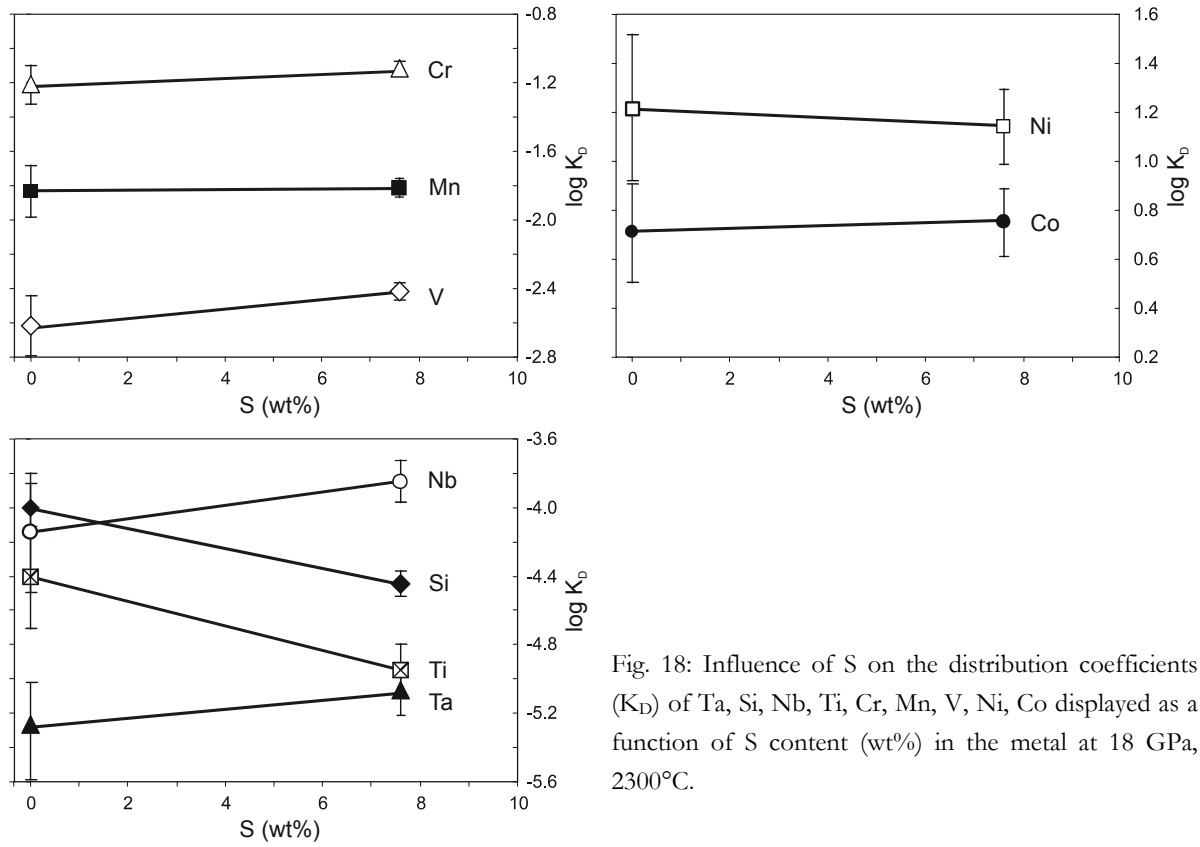 -0.8
-1.2
-1.6
-2.0
-2.4
-2.8
log K_D
Cr
Mn
V
0 2 4 6 8 10
S (wt%)
1.6
1.4
1.2
1.0
0.8
0.6
0.4
0.2
log K_D
Ni
Co
0 2 4 6 8 10
S (wt%)
-3.6
-4.0
-4.4
-4.8
-5.2
-5.6
log K_D
Nb
Si
Ti
Ta
0 2 4 6 8 10
S (wt%)
Fig. 18: Influence of S on the distribution coefficients
(K_D) of Ta, Si, Nb, Ti, Cr, Mn, V, Ni, Co displayed as a
function of S content (wt%) in the metal at 18 GPa,
2300°C.